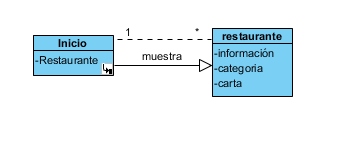 1
*
Inicio
-Restaurante
muestra
restaurante
-información
-categoria
-carta